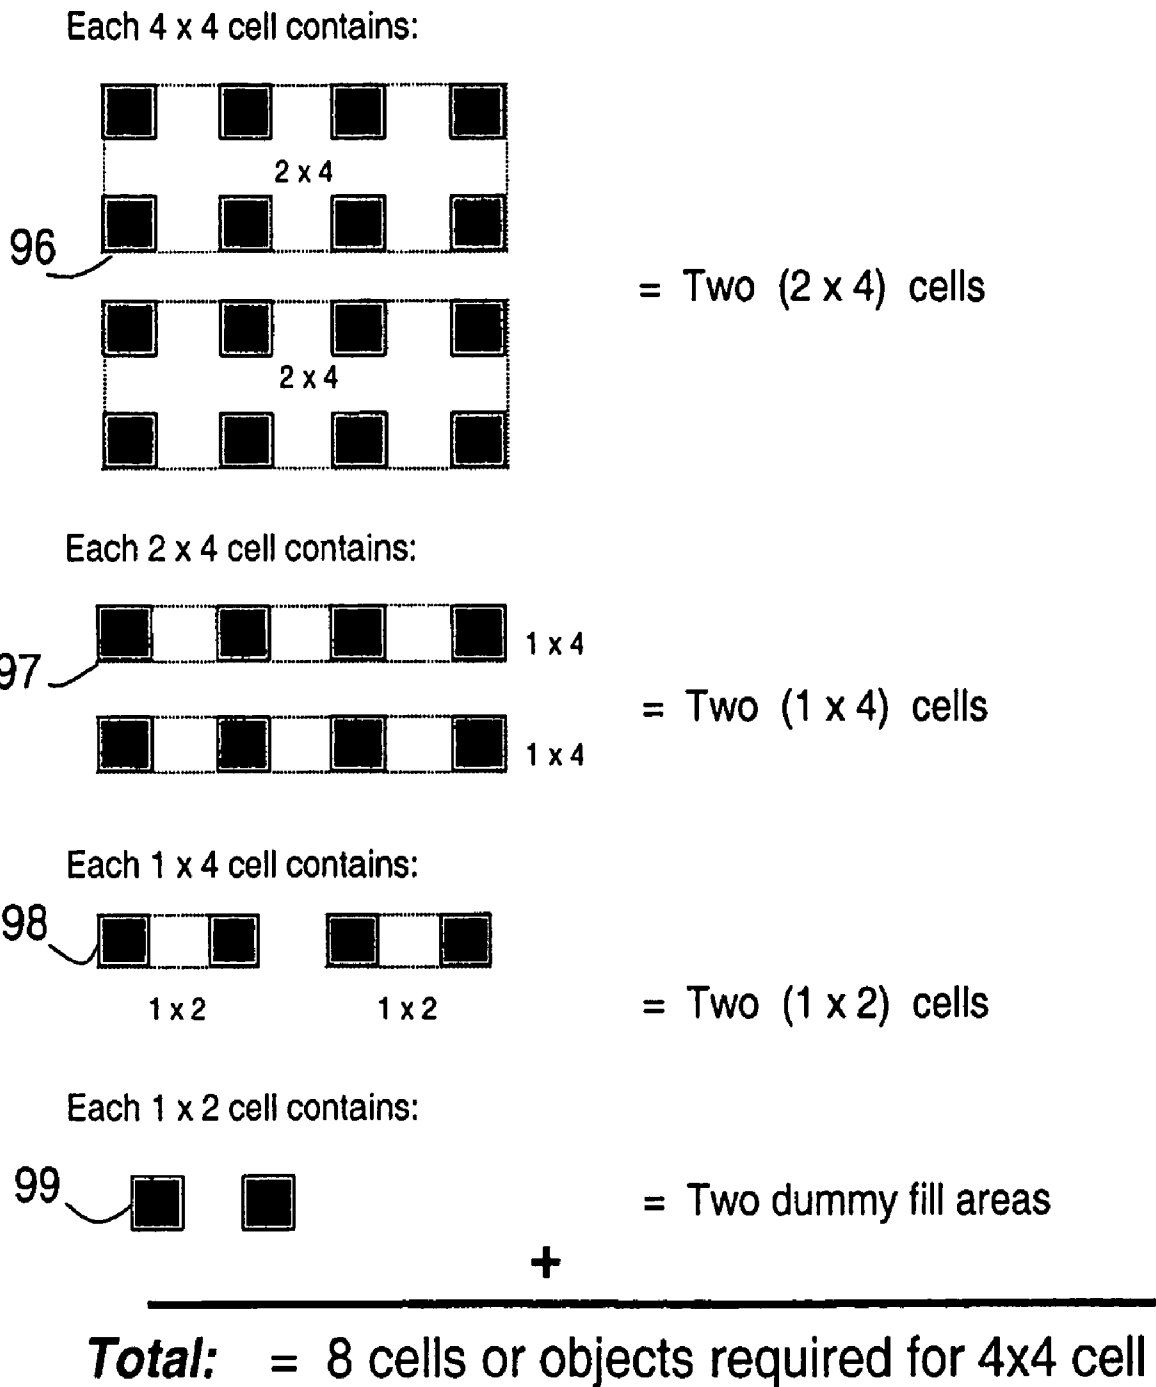 Each 4 x 4 cell contains:
2 x 4
96
= Two (2 x 4) cells
2 x 4
Each 2 x 4 cell contains:
1 x 4
97
= Two (1 x 4) cells
1 x 4
Each 1 x 4 cell contains:
98
1 x 2 1 x 2 = Two (1 x 2) cells
Each 1 x 2 cell contains:
99 = Two dummy fill areas
+
Total: = 8 cells or objects required for 4x4 cell